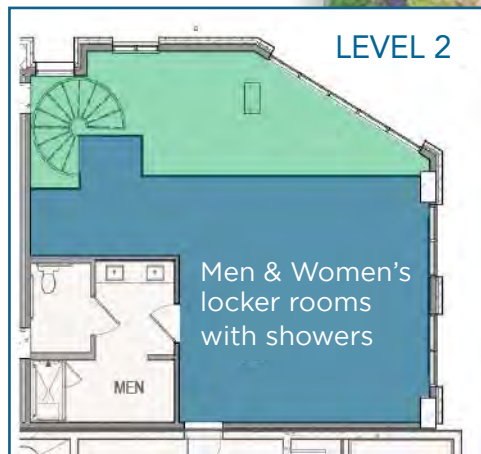 LEVEL 2
Men & Women's
locker rooms
with showers
MEN